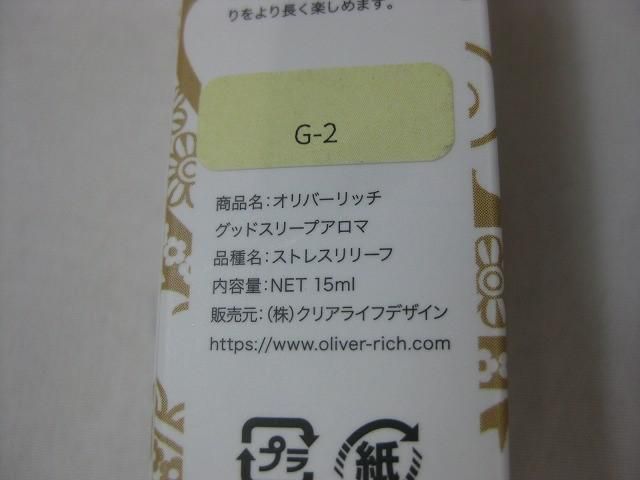 りをより長く楽しめます。
G-2
商品名：オリバーリッチ
グッドスリープアロマ
品種名：ストレスリリーフ
内容量：NET 15ml
販売元：（株）クリアライフデザイン
https://www.oliver-rich.com
プラ
紙